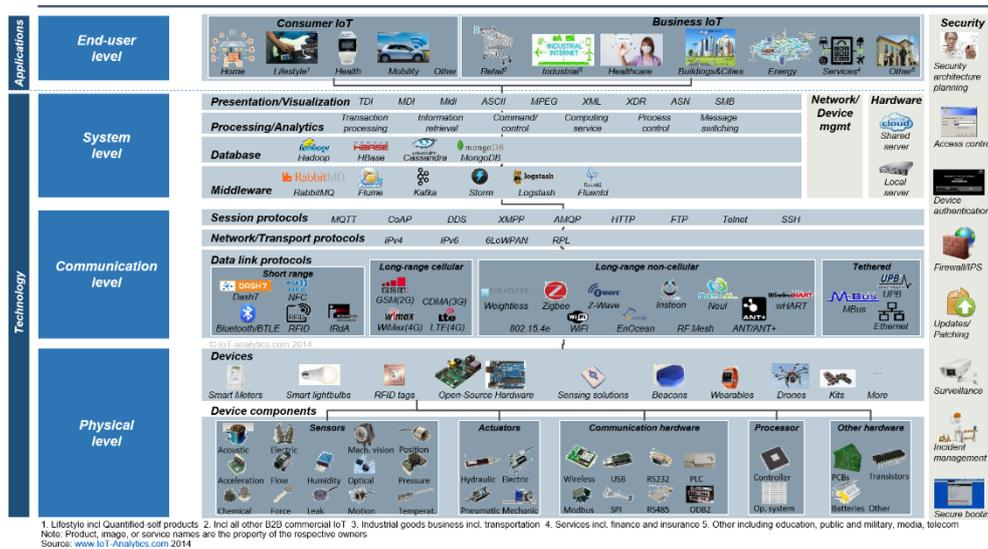 Applications
End-user level
Consumer IoT
Home Lifestyle1 Health Mobility Other
Business IoT
Retail2 Industrial3 Healthcare Buildings&Cities Energy Services4 Other5
INDUSTRIAL INTERNET
Technology
System level
Presentation/Visualization TDI MDI Midi ASCII MPEG XML XDR ASN SMB
Processing/Analytics Transaction processing Information retrieval Command/ control Computing service Process control Message switching
Database Hadoop HBase Cassandra MongoDB
Middleware RabbitMQ Flume Kafka Storm Logstash Fluentd
Network/ Device mgmt
Hardware
cloud
Shared server
Local server
Communication level
Session protocols MQTT CoAP DDS XMPP AMQP HTTP FTP Telnet SSH
Network/Transport protocols IPv4 IPv6 6LoWPAN RPL
Data link protocols
Short range
Dash7 NFC
Bluetooth/BTLE RFID IRdA
Long-range cellular
GSM(2G) CDMA(3G)
WiMax(4G) LTE(4G)
Long-range non-cellular
Weightless Zigbee Z-Wave Insteon Neul wHART
802.15.4e WiFi EnOcean RF Mesh ANT/ANT+
Tethered
MBus UPB
Ethernet
© IoT-analytics.com 2014
Physical level
Devices
Smart Meters Smart lightbulbs RFID tags Open-Source Hardware Sensing solutions Beacons Wearables Drones Kits More
...
Device components
Sensors
Acoustic Electric Mach. vision Position
Acceleration Flow Humidity Optical Pressure
Chemical Force Leak Motion Temperat.
Actuators
Hydraulic Electric
Pneumatic Mechanic
Communication hardware
Wireless USB RS232 PLC
Modbus SPI RS485 ODB2
Processor
Controller
Op. system
Other hardware
PCBs Transistors
Batteries Other
Security
Security architecture planning
Access contro
Device authentication
Firewall/IPS
Updates/ Patching
Surveillance
Incident management
Secure bootin
1. Lifestyle incl Quantified-self products 2. Incl all other B2B commercial IoT 3. Industrial goods business incl. transportation 4. Services incl. finance and insurance 5. Other including education, public and military, media, telecom
Note: Product, image, or service names are the property of the respective owners
Source: www.IoT-Analytics.com 2014